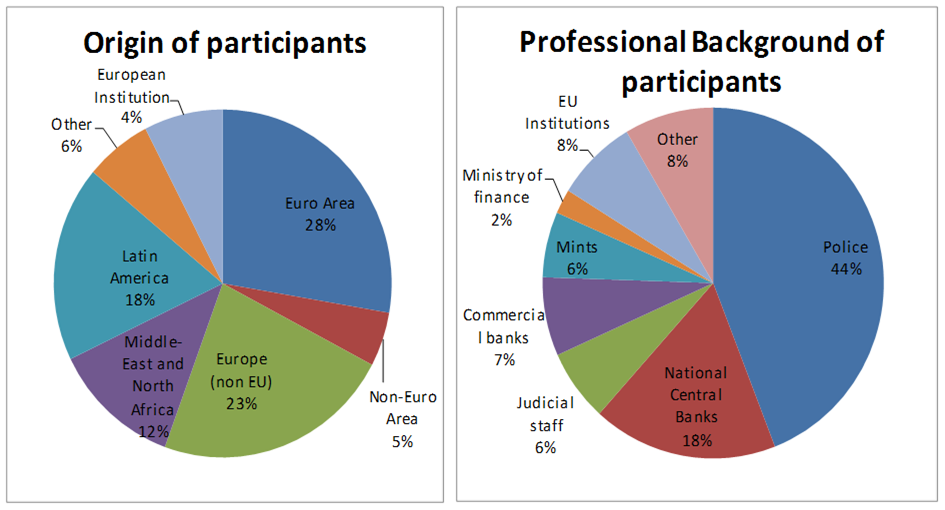 Origin of participants
European
Institution
4%
Other
6%
Euro Area
28%
Latin
America
18%
Middle-
East and
North
Africa
12%
Europe
(non EU)
23%
Non-Euro
Area
5%
Professional Background of
participants
EU
Institutions
8%
Other
8%
Ministry of
finance
2%
Police
44%
Mints
6%
Commercia
l banks
7%
National
Central
Banks
18%
Judicial
staff
6%